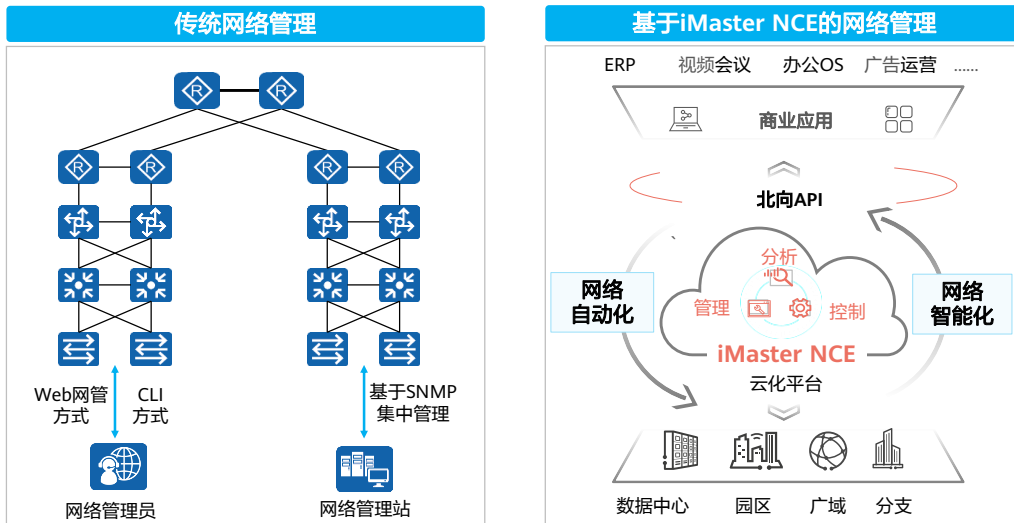 传统网络管理
R
R
R
R
R
R
Web网管
方式
CLI
方式
基于SNMP
集中管理
网络管理员
网络管理站
基于iMaster NCE的网络管理
ERP
视频会议
办公OS
广告运营
......
商业应用
北向API
、
分析
管理
控制
iMaster NCE
云化平台
网络
自动化
网络
智能化
数据中心
园区
广域
分支